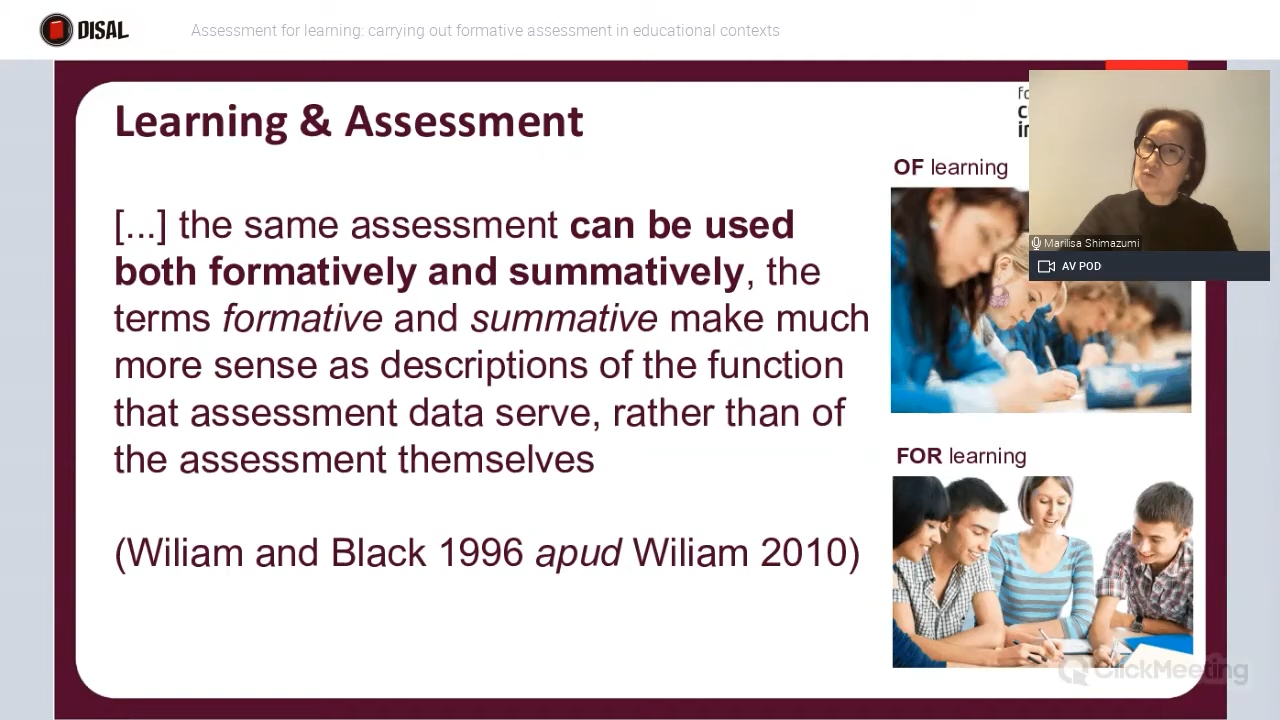 DISAL
Assessment for learning: carrying out formative assessment in educational contexts
Learning & Assessment
OF learning
[...] the same assessment can be used
both formatively and summatively, the
terms formative and summative make much
more sense as descriptions of the function
that assessment data serve, rather than of
the assessment themselves
(Wiliam and Black 1996 apud Wiliam 2010)
Marilisa Shimazumi
AV POD
FOR learning
ClickMeeting